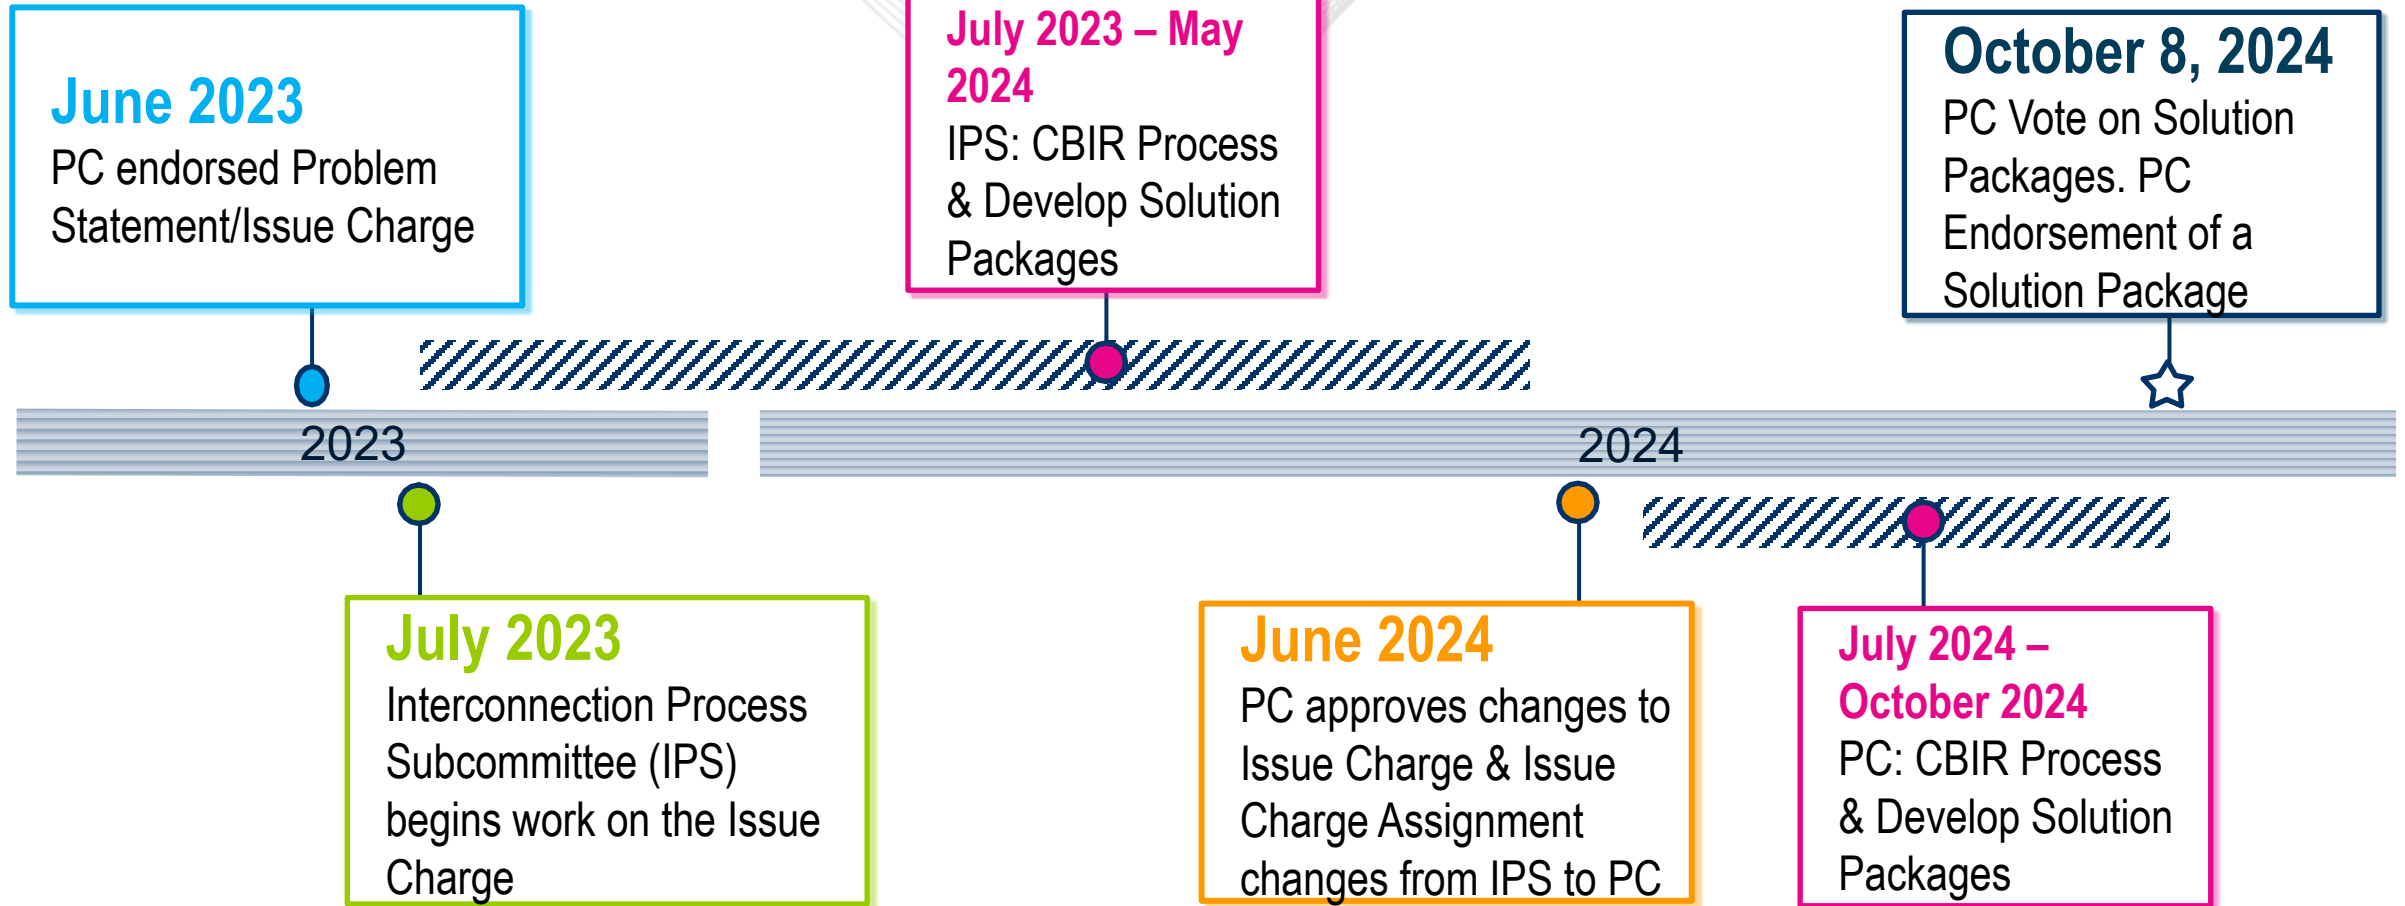 June 2023
PC endorsed Problem
Statement/Issue Charge
July 2023 – May
2024
IPS: CBIR Process
& Develop Solution
Packages
October 8, 2024
PC Vote on Solution
Packages. PC
Endorsement of a
Solution Package
2023
2024
July 2023
Interconnection Process
Subcommittee (IPS)
begins work on the Issue
Charge
June 2024
PC approves changes to
Issue Charge & Issue
Charge Assignment
changes from IPS to PC
July 2024 –
October 2024
PC: CBIR Process
& Develop Solution
Packages